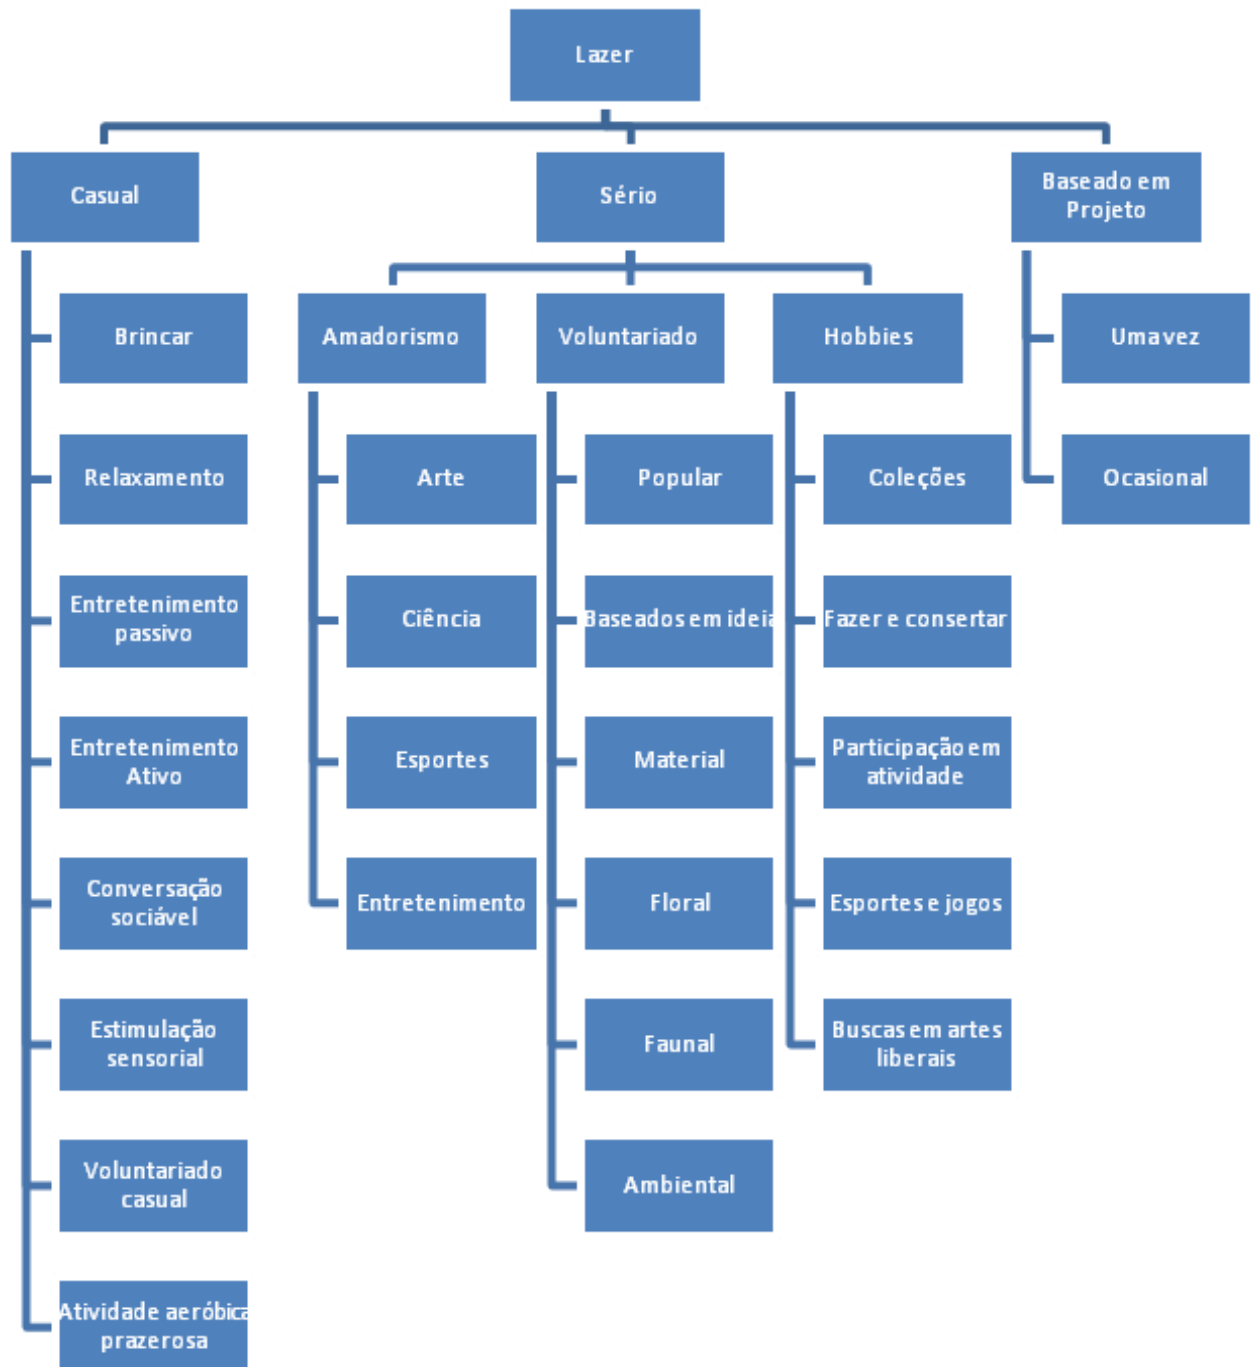 Lazer
Casual
Sério
Baseado em
Projeto
Brincar
Amadorismo
Voluntariado
Hobbies
Uma vez
Relaxamento
Arte
Popular
Coleções
Ocasional
Entretenimento
passivo
Ciência
Baseados em ideia
Fazer e consertar
Entretenimento
Ativo
Esportes
Material
Participação em
atividade
Conversação
sociável
Entretenimento
Floral
Esportes e jogos
Estimulação
sensorial
Faunal
Buscas em artes
liberais
Voluntariado
casual
Ambiental
Atividade aeróbica
prazerosa